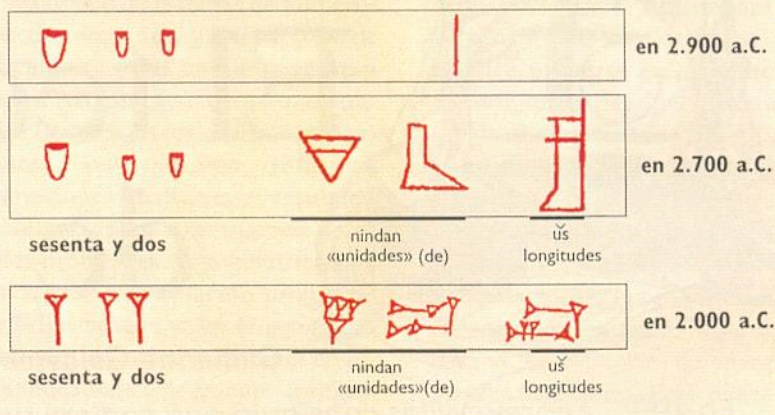 en 2.900 a.C.
en 2.700 a.C.
sesenta y dos
nindan
«unidades» (de)
uš
longitudes
en 2.000 a.C.
sesenta y dos
nindan
«unidades»(de)
uš
longitudes